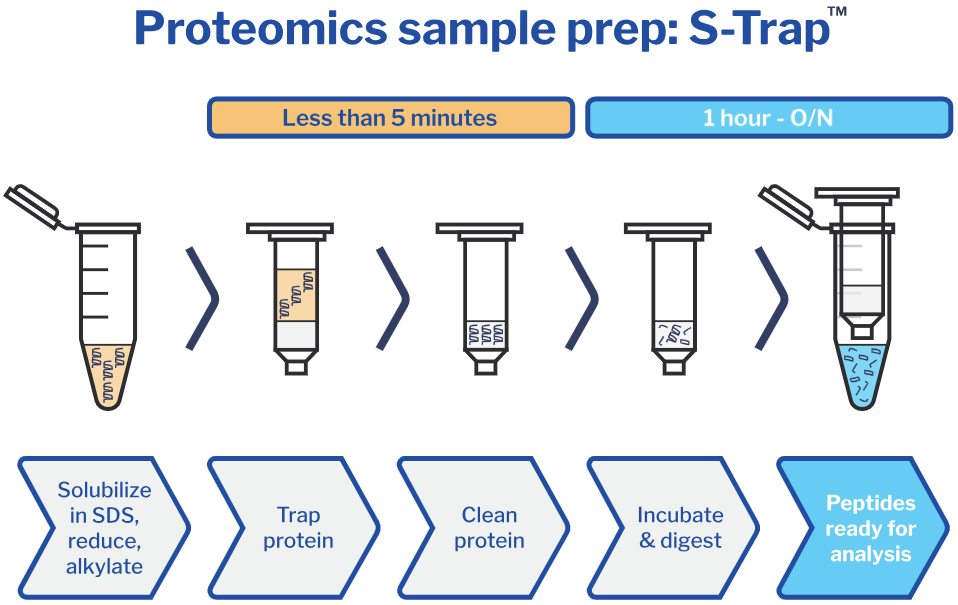 Proteomics sample prep: S-Trap™
Less than 5 minutes
1 hour - O/N
Solubilize
in SDS,
reduce,
alkylate
Trap
protein
Clean
protein
Incubate
& digest
Peptides
ready for
analysis